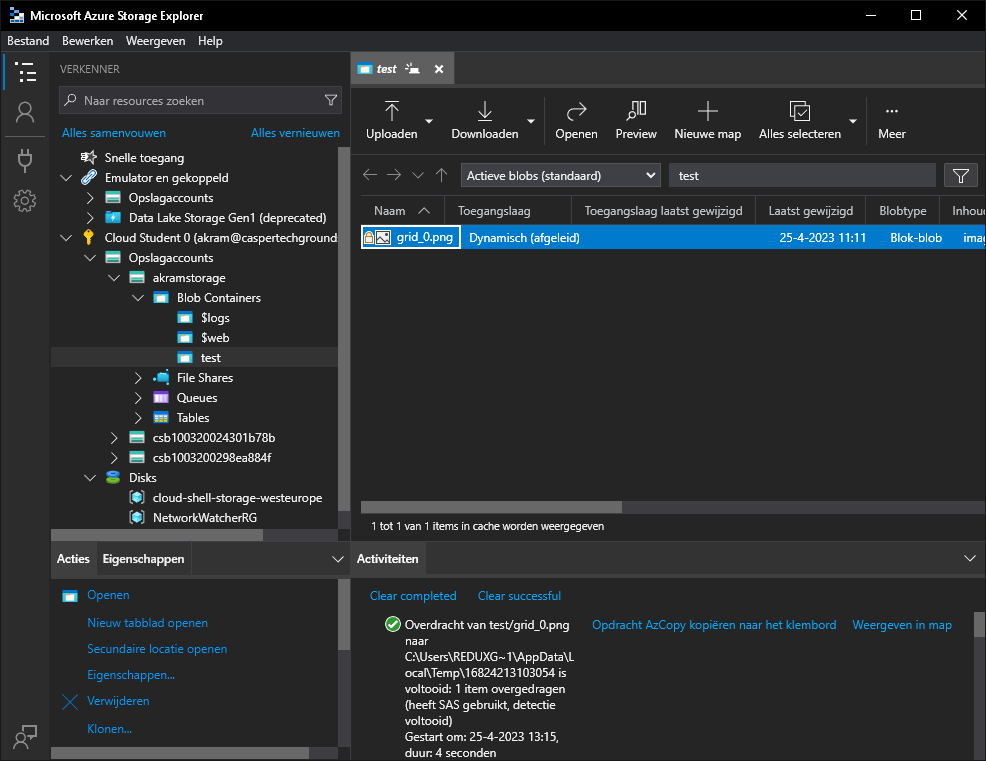 Microsoft Azure Storage Explorer
Bestand Bewerken Weergeven Help
VERKENNER
Naar resources zoeken
Alles samenvouwen Alles vernieuwen
Snelle toegang
Emulator en gekoppeld
Opslagaccounts
Data Lake Storage Gen1 (deprecated)
Cloud Student 0 (akram@caspertechground
Opslagaccounts
akramstorage
Blob Containers
$logs
$web
test
File Shares
Queues
Tables
csb100320024301b78b
csb1003200298ea884f
Disks
cloud-shell-storage-westeurope
NetworkWatcherRG
Acties Eigenschappen
Openen
Nieuw tabblad openen
Secundaire locatie openen
Eigenschappen...
Verwijderen
Klonen...
test
Uploaden Downloaden Openen Preview Nieuwe map Alles selecteren Meer
Actieve blobs (standaard) test
Naam Toegangslaag Toegangslaag laatst gewijzigd Laatst gewijzigd Blobtype Inhou
grid_0.png Dynamisch (afgeleid) 25-4-2023 11:11 Blok-blob imag
1 tot 1 van 1 items in cache worden weergegeven
Activiteiten
Clear completed Clear successful
Overdracht van test/grid_0.png Opdracht AzCopy kopiëren naar het klembord Weergeven in map
naar
C:\Users\REDUXG~1\AppData\L
ocal\Temp\16824213103054 is
voltooid: 1 item overgedragen
(heeft SAS gebruikt, detectie
voltooid)
Gestart om: 25-4-2023 13:15,
duur: 4 seconden